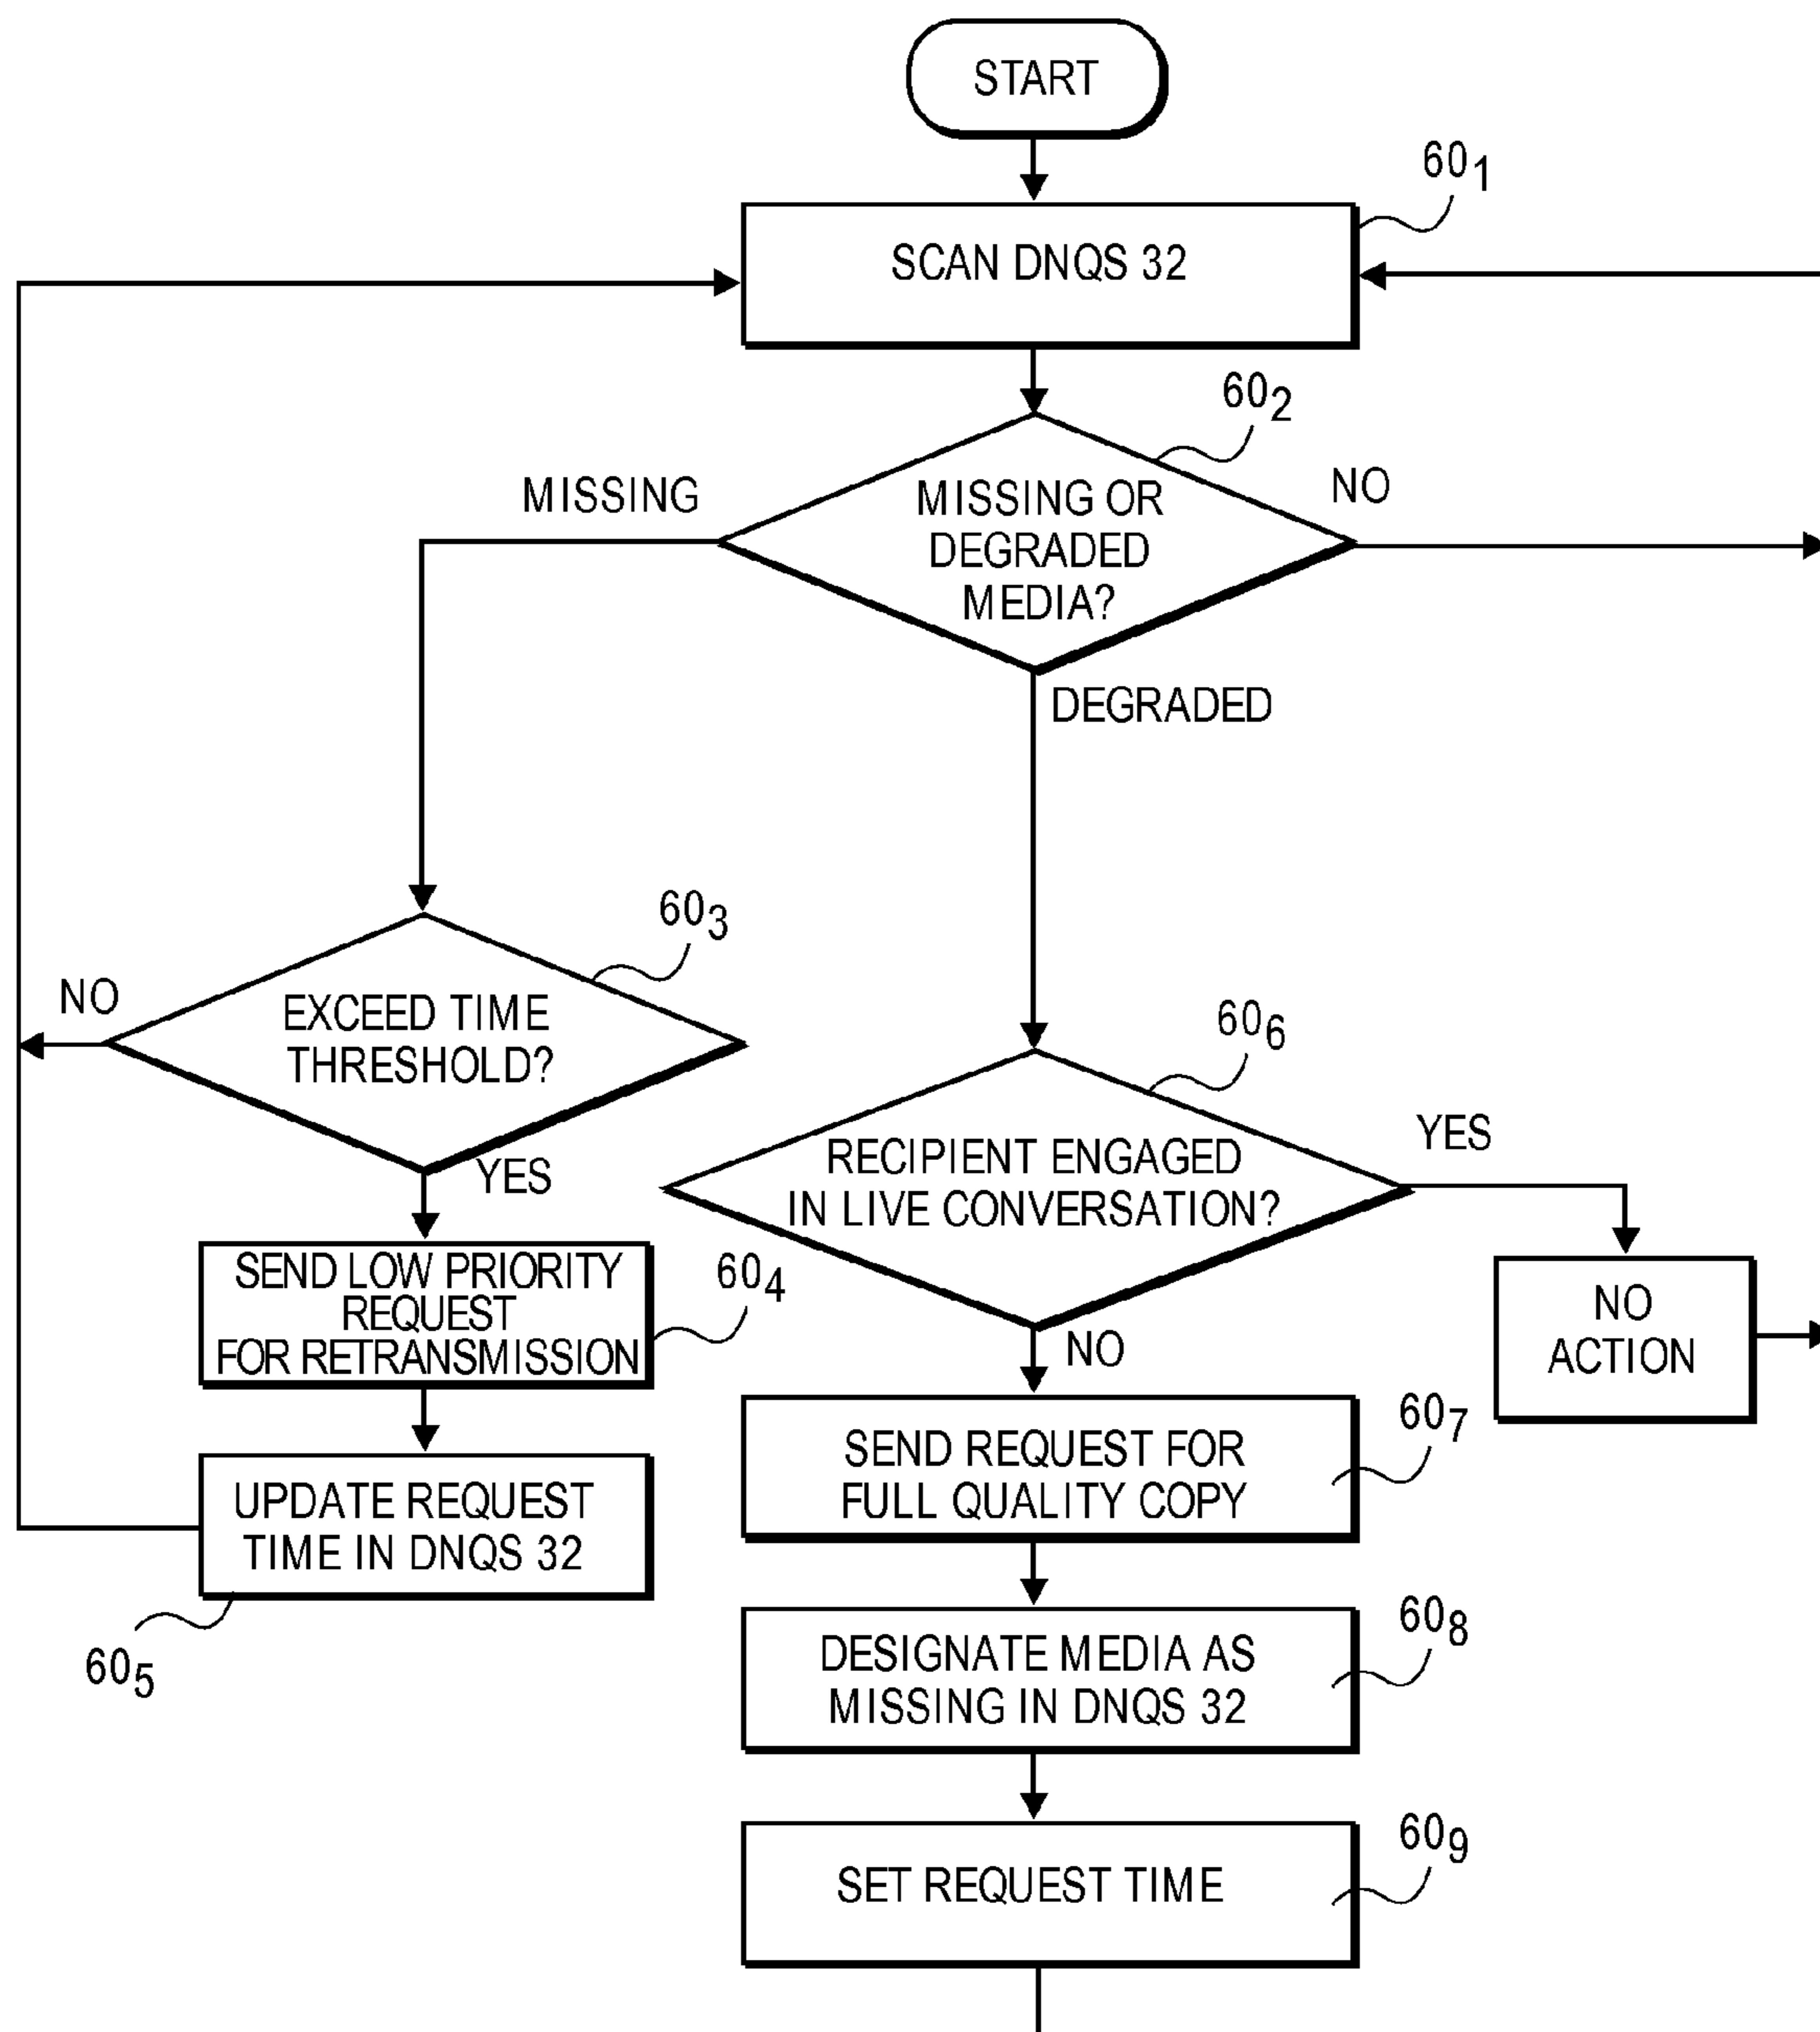 START
60₁
SCAN DNQS 32
60₂
MISSING
NO
MISSING OR
DEGRADED
MEDIA?
DEGRADED
60₃
NO
EXCEED TIME
THRESHOLD?
YES
60₆
YES
RECIPIENT ENGAGED
IN LIVE CONVERSATION?
NO
SEND LOW PRIORITY
REQUEST
FOR RETRANSMISSION
60₄
NO
ACTION
60₇
SEND REQUEST FOR
FULL QUALITY COPY
UPDATE REQUEST
TIME IN DNQS 32
60₅
60₈
DESIGNATE MEDIA AS
MISSING IN DNQS 32
60₉
SET REQUEST TIME